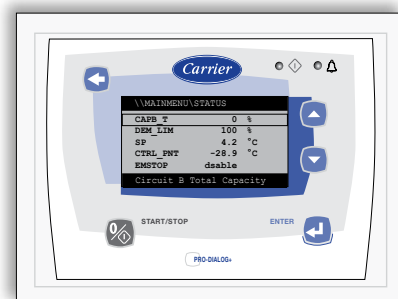 Carrier
\\MAINMENU\STATUS
CAPB_T 0 %
DEM_LIM 100 %
SP 4.2 °C
CTRL_PNT -28.9 °C
EMSTOP dsable
Circuit B Total Capacity
START/STOP
ENTER
PRO-DIALOG+